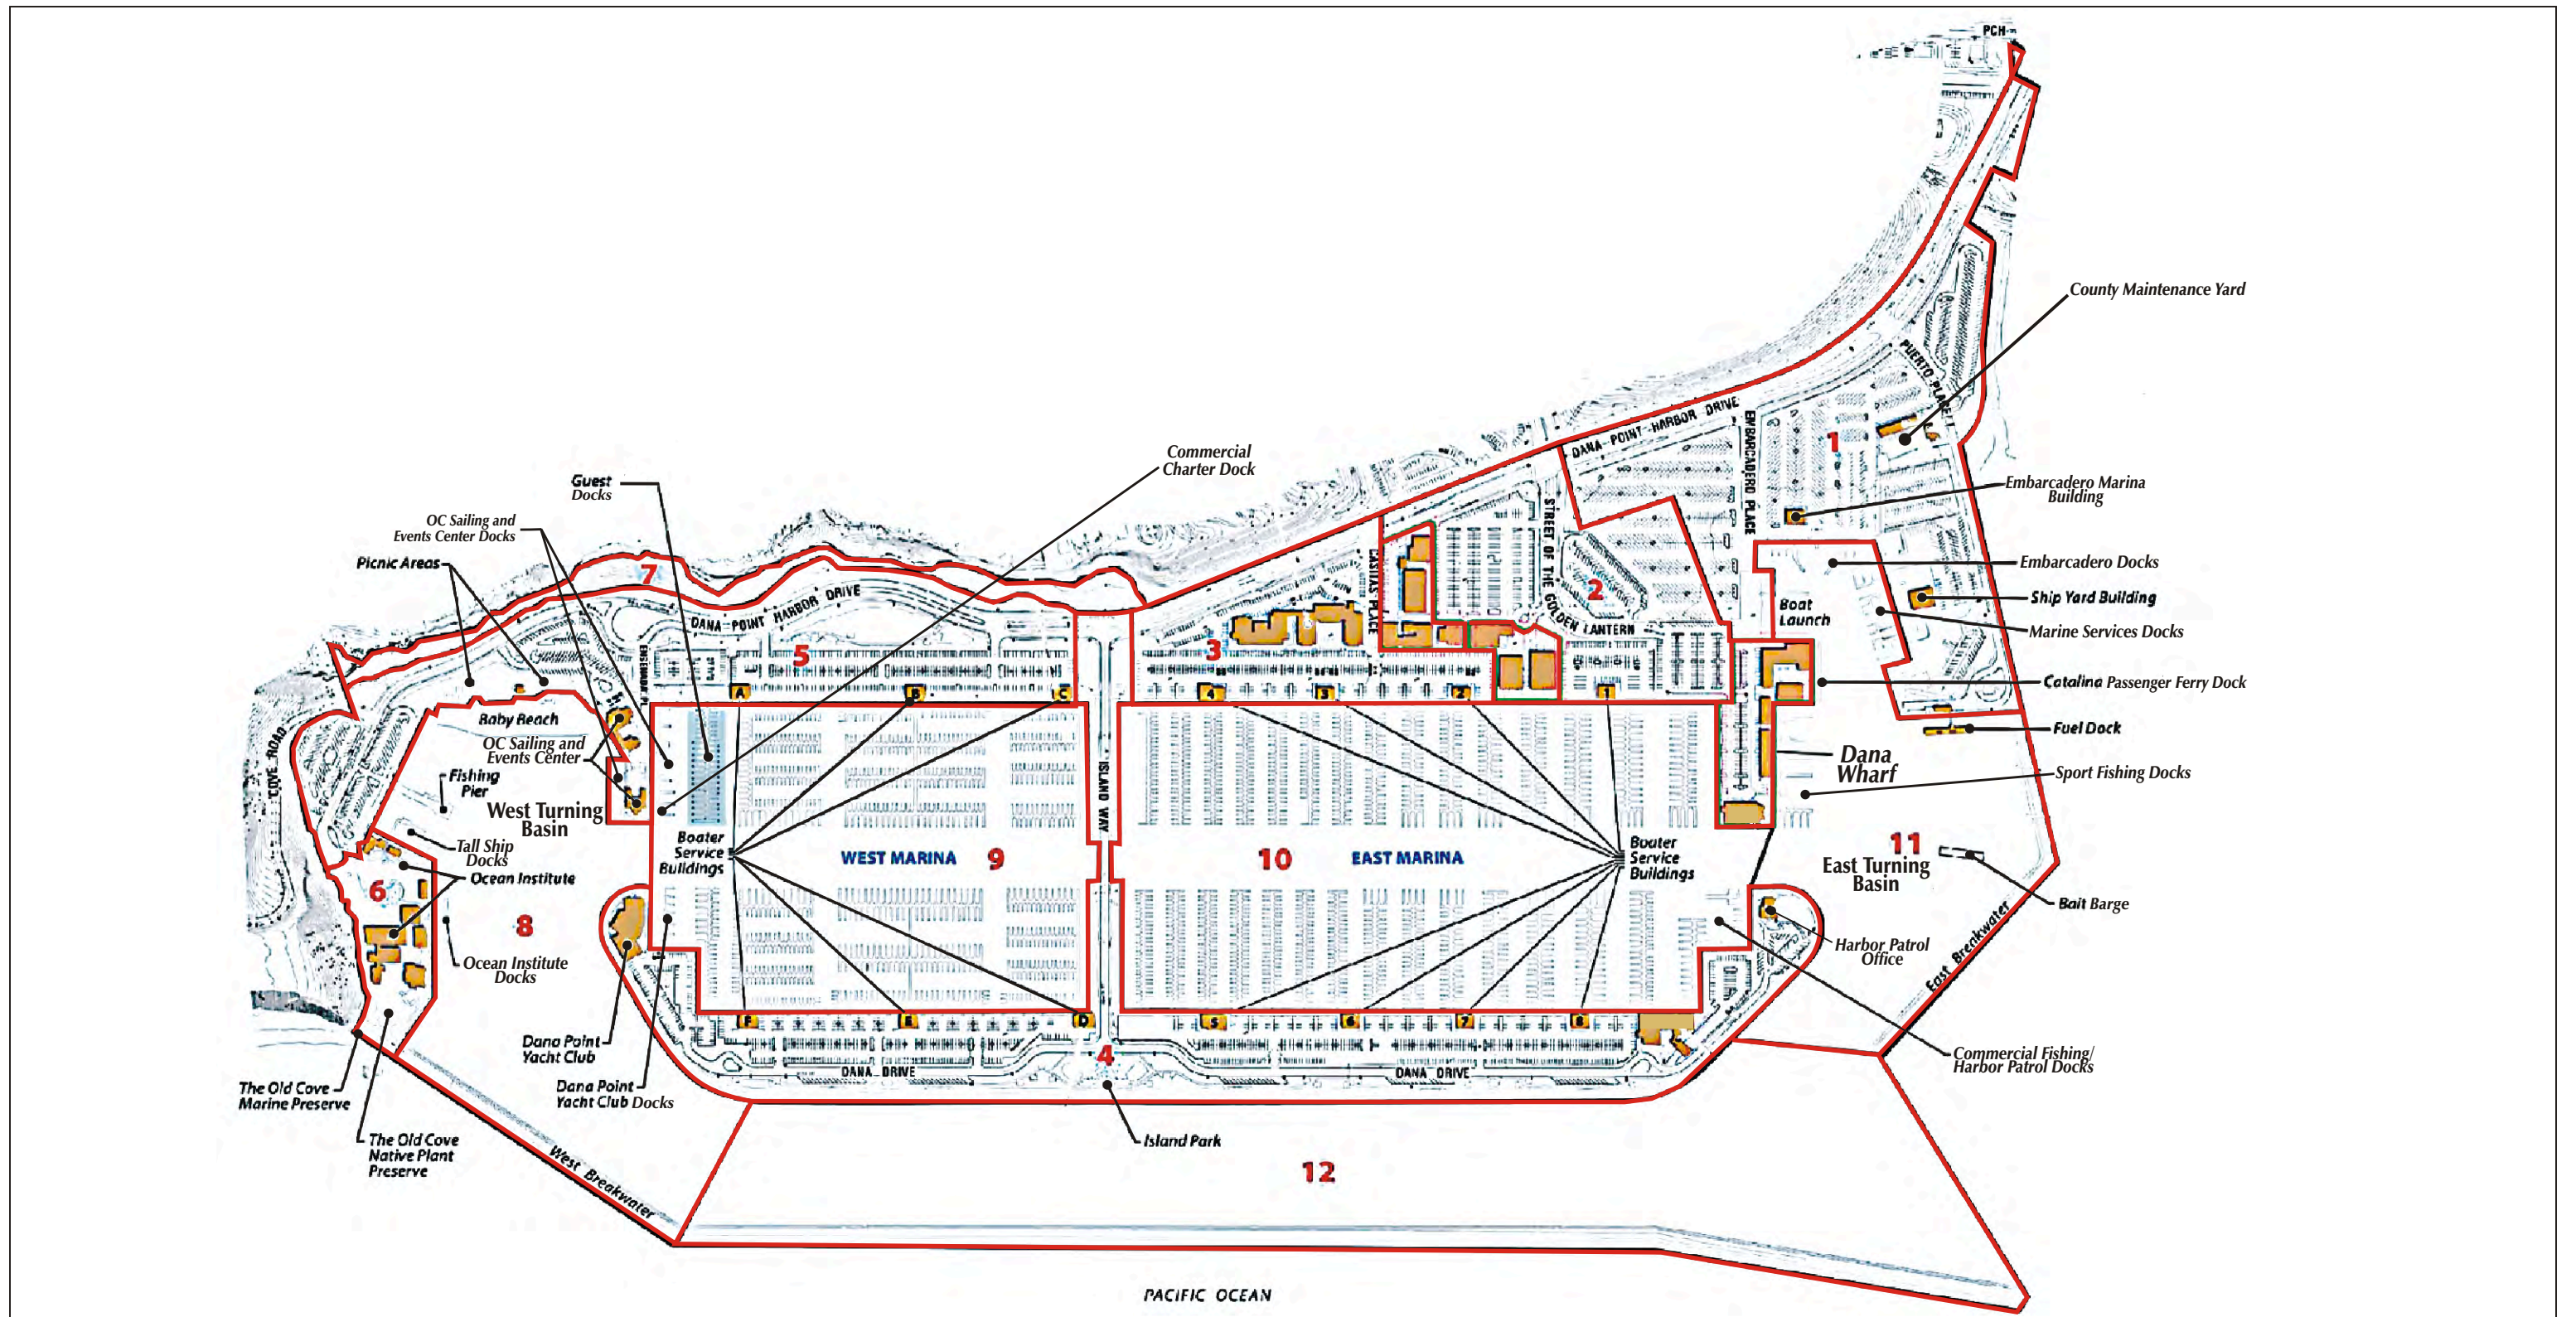 PCH
County Maintenance Yard
PUERTO PLACE
DANA POINT HARBOR DRIVE
EMBARCADERO PLACE
1
Commercial
Charter Dock
Guest
Docks
Embarcadero Marina
Building
OC Sailing and
Events Center Docks
STREET OF THE GOLDEN LANTERN
Picnic Areas
Embarcadero Docks
CASITAS PLACE
7
2
DANA POINT HARBOR DRIVE
Boat
Launch
Ship Yard Building
Marine Services Docks
5
3
Catalina Passenger Ferry Dock
A
B
C
4
3
2
1
Baby Beach
Fuel Dock
OC Sailing and
Events Center
COVE ROAD
Dana
Wharf
Fishing
Pier
Sport Fishing Docks
ISLAND WAY
West Turning
Basin
Tall Ship
Docks
Boater
Service
Buildings
WEST MARINA
9
10
EAST MARINA
Boater
Service
Buildings
11
East Turning
Basin
Ocean Institute
6
Bait Barge
8
Harbor Patrol
Office
East Breakwater
Ocean Institute
Docks
F
E
D
5
6
7
8
Dana Point
Yacht Club
4
Commercial Fishing/
Harbor Patrol Docks
DANA DRIVE
DANA DRIVE
The Old Cove
Marine Preserve
Dana Point
Yacht Club Docks
The Old Cove
Native Plant
Preserve
Island Park
West Breakwater
12
PACIFIC OCEAN